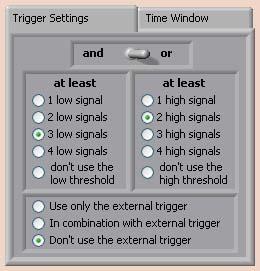 Trigger Settings
Time Window
and or
at least
1 low signal
2 low signals
3 low signals
4 low signals
don't use the
low threshold
at least
1 high signal
2 high signals
3 high signals
4 high signals
don't use the
high threshold
Use only the external trigger
In combination with external trigger
Don't use the external trigger